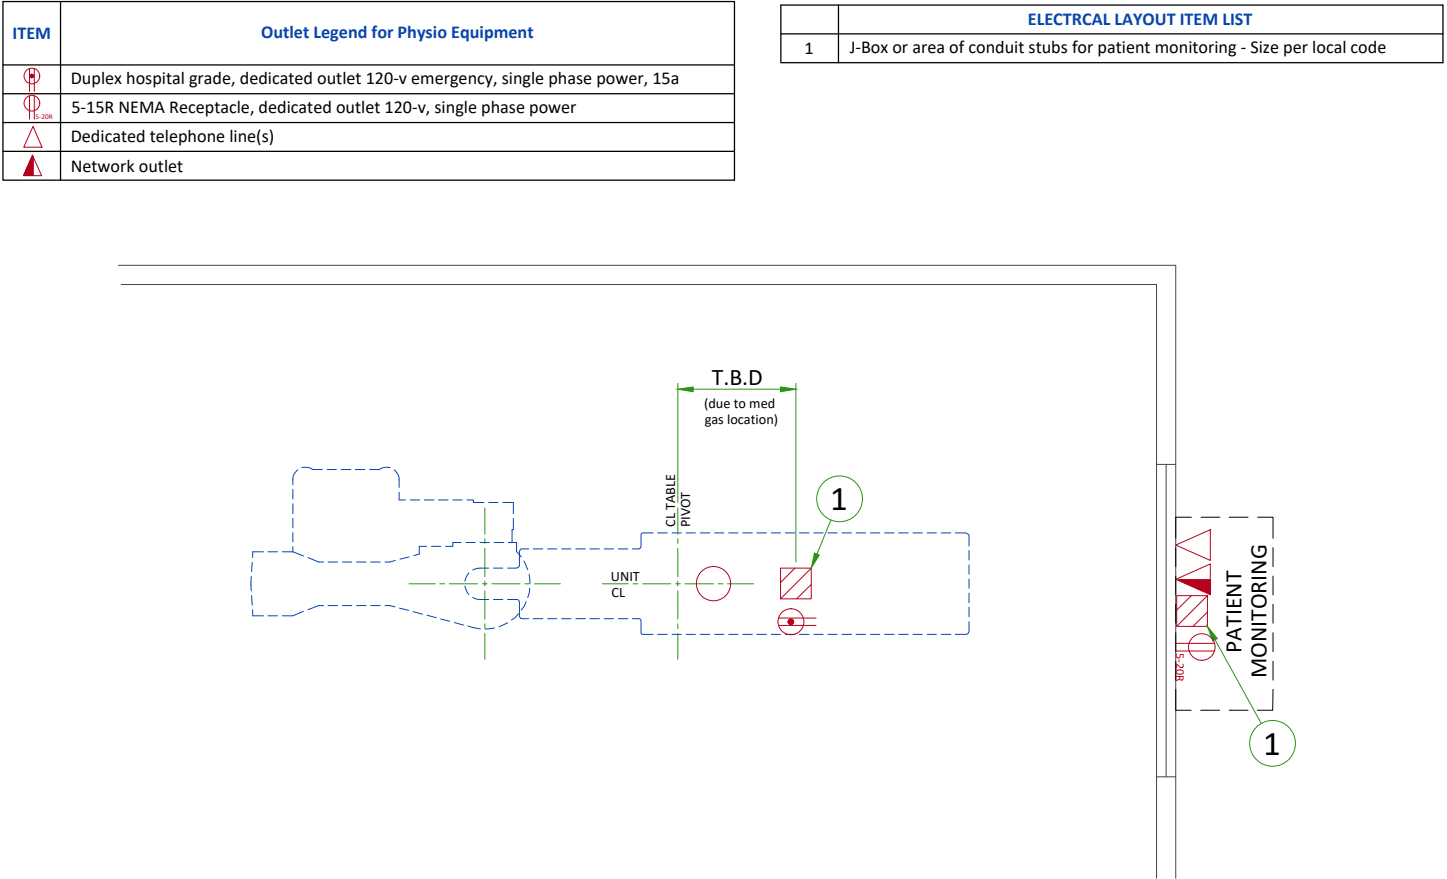 ITEM Outlet Legend for Physio Equipment
Duplex hospital grade, dedicated outlet 120-v emergency, single phase power, 15a
5-20R 5-15R NEMA Receptacle, dedicated outlet 120-v, single phase power
Dedicated telephone line(s)
Network outlet
ELECTRCAL LAYOUT ITEM LIST
1 J-Box or area of conduit stubs for patient monitoring - Size per local code
T.B.D
(due to med
gas location)
CL TABLE
PIVOT
1
UNIT
CL
PATIENT
MONITORING
5-20R
1